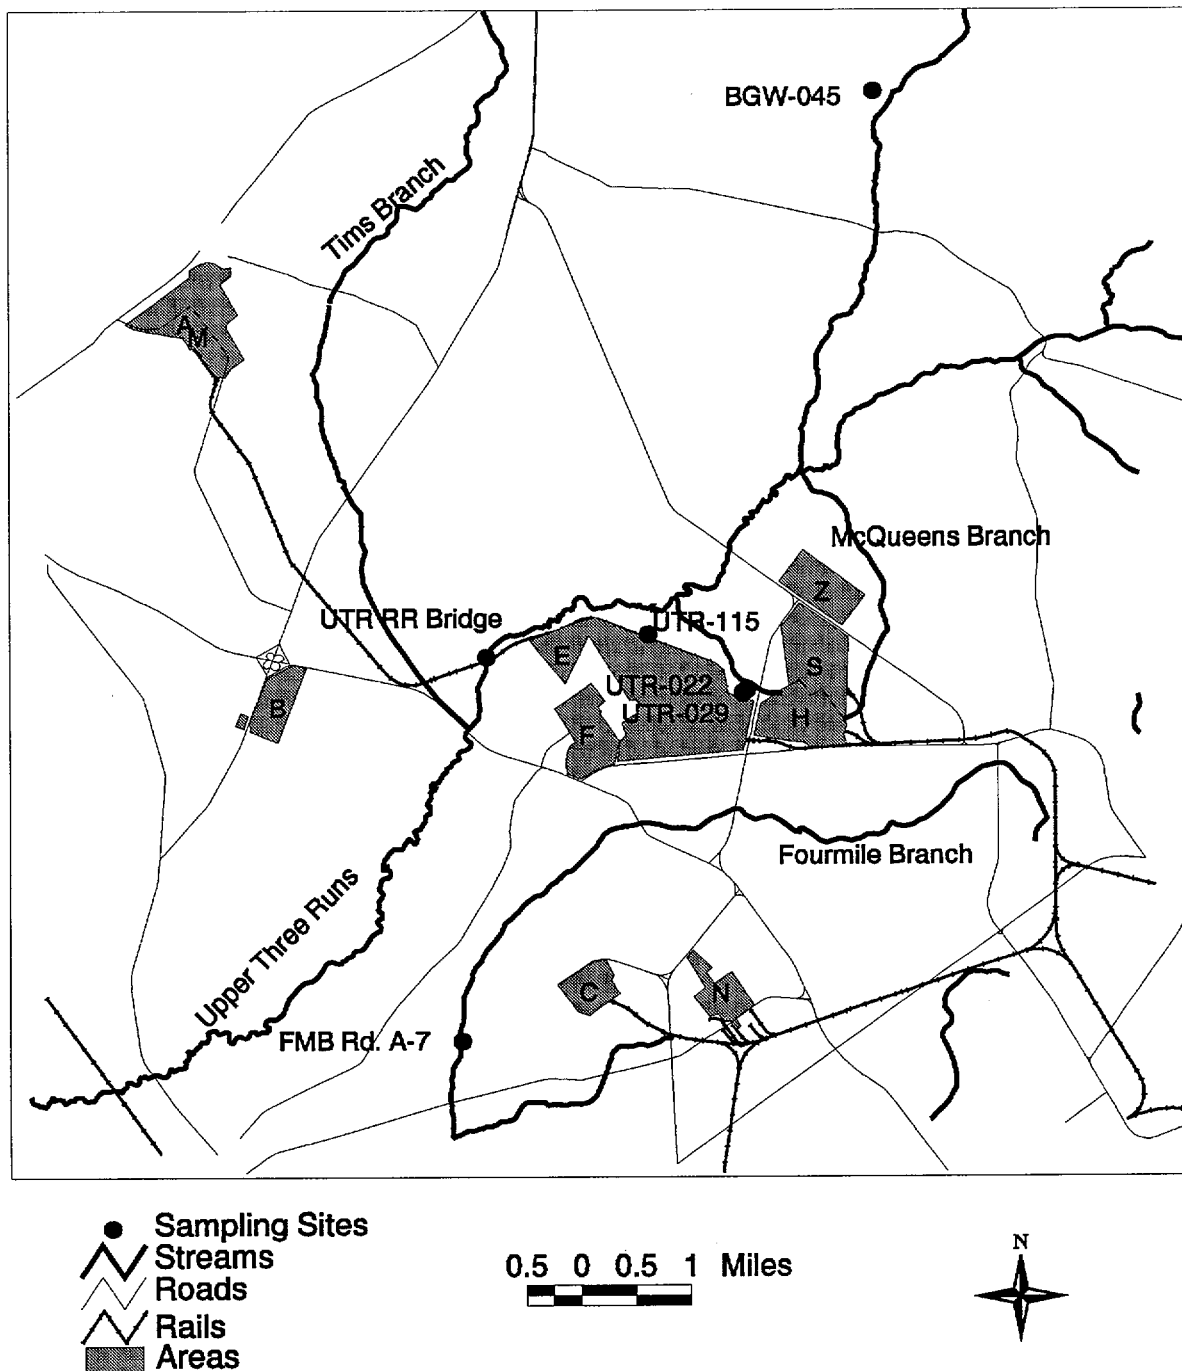 BGW-045
Tims Branch
A
M
McQueens Branch
Z
UTR RR Bridge
UTR-115
E
S
UTR-022
B
UTR-029
H
F
Fourmile Branch
Upper Three Runs
C
N
FMB Rd. A-7
Sampling Sites
Streams
Roads
Rails
Areas
0.5 0 0.5 1 Miles
N